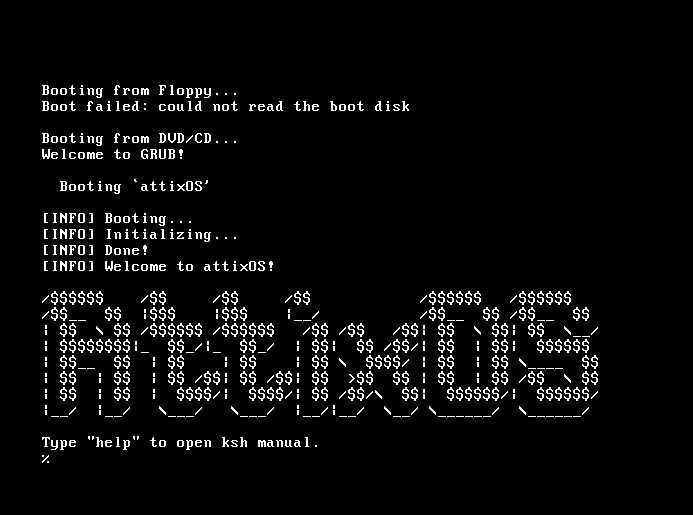 Booting from Floppy...
Boot failed: could not read the boot disk
Booting from DVD/CD...
Welcome to GRUB!
Booting `attixOS'
[INFO] Booting...
[INFO] Initializing...
[INFO] Done!
[INFO] Welcome to attixOS!
AttixOS
Type "help" to open ksh manual.
%